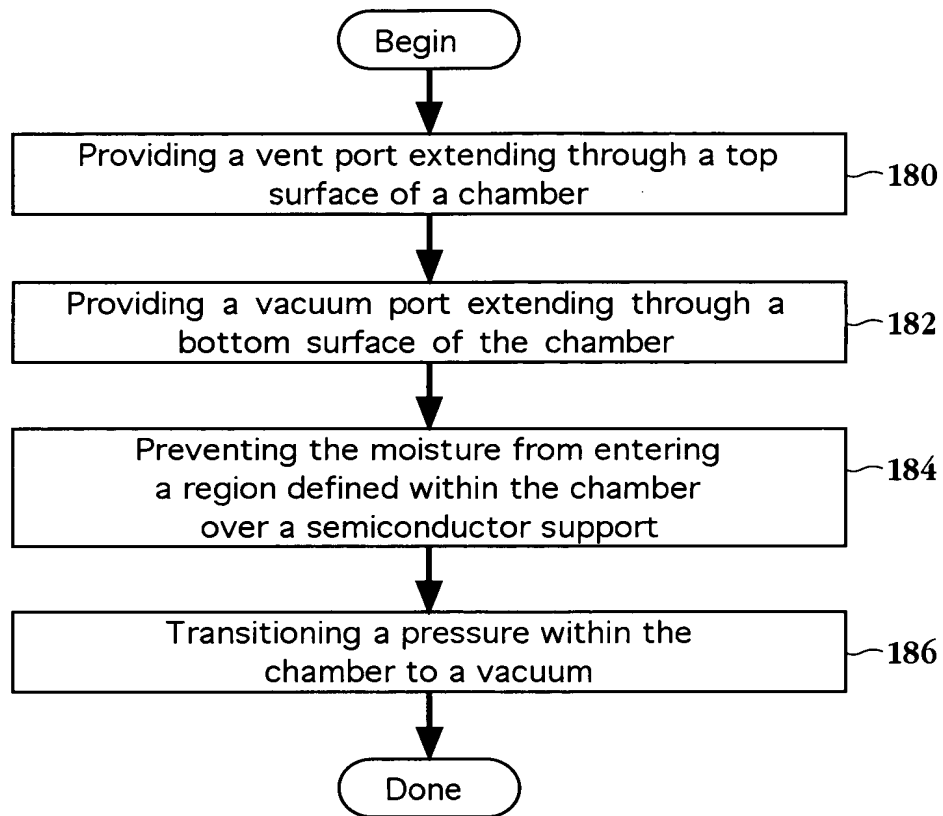 Begin
Providing a vent port extending through a top
surface of a chamber
180
Providing a vacuum port extending through a
bottom surface of the chamber
182
Preventing the moisture from entering
a region defined within the chamber
over a semiconductor support
184
Transitioning a pressure within the
chamber to a vacuum
186
Done